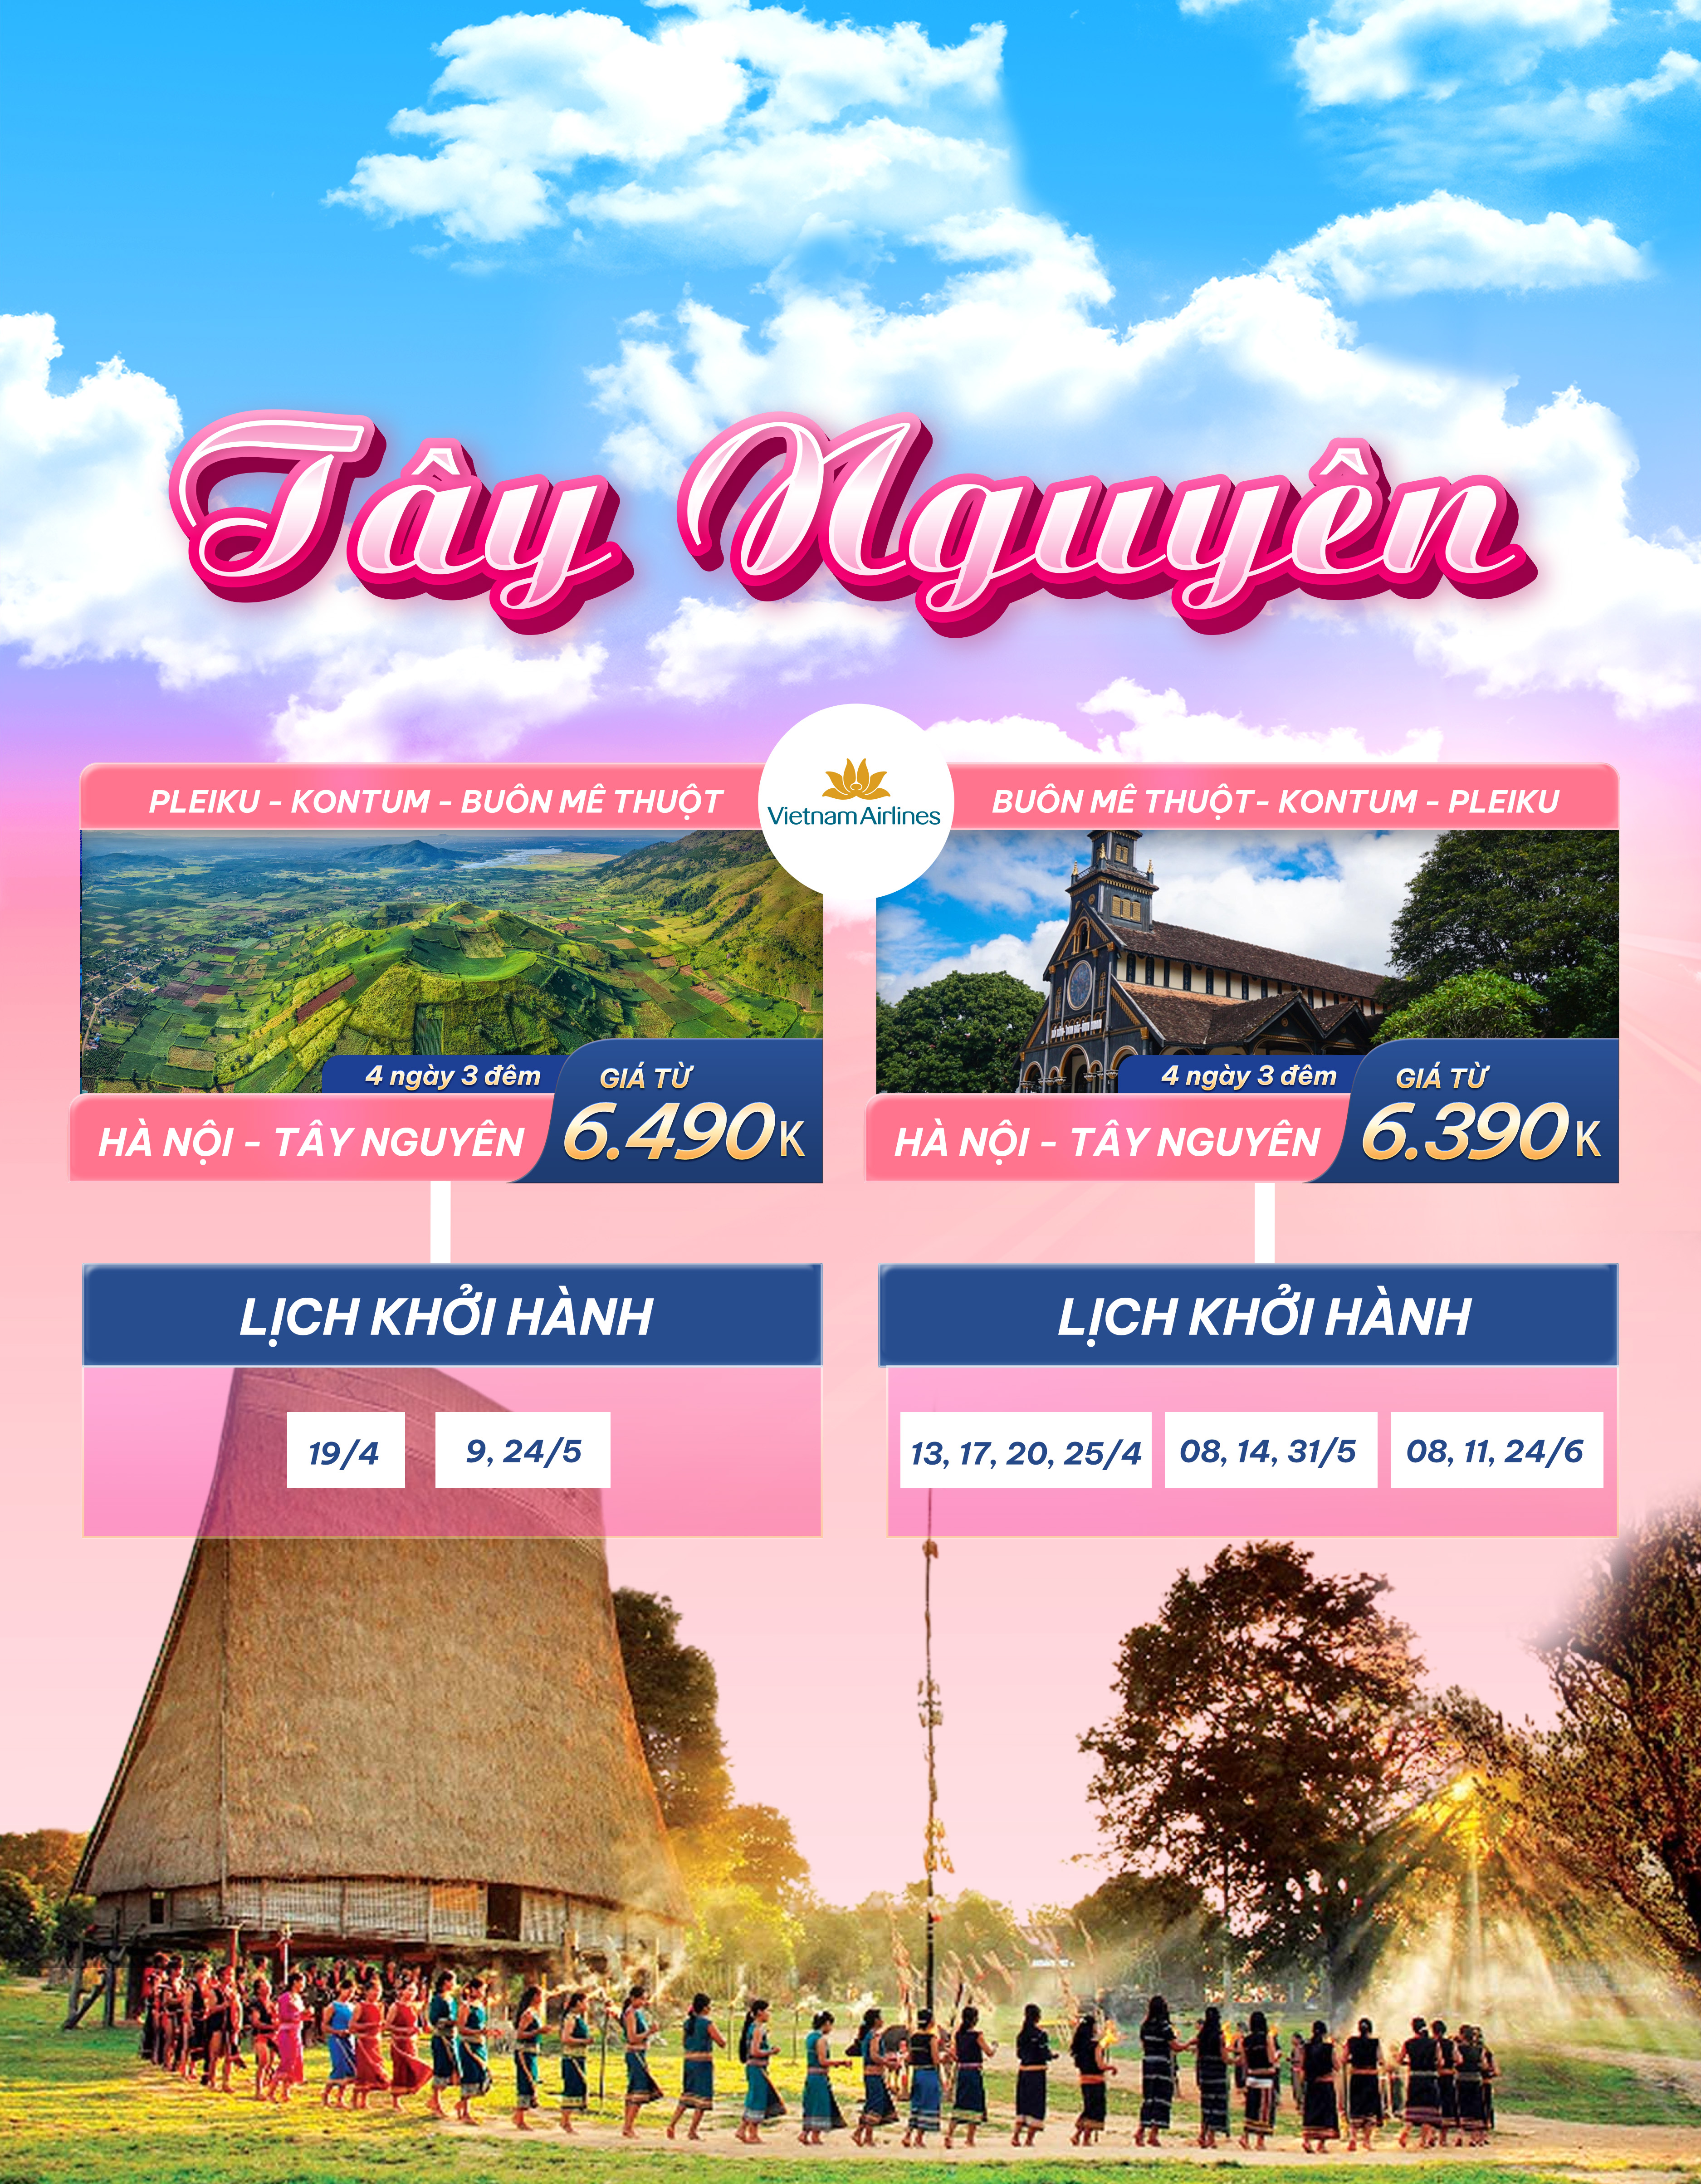 Tây Nguyên
Vietnam Airlines
PLEIKU - KONTUM - BUÔN MÊ THUỘT
4 ngày 3 đêm
GIÁ TỪ
HÀ NỘI - TÂY NGUYÊN
6.490K
LỊCH KHỞI HÀNH
19/4
9, 24/5
BUÔN MÊ THUỘT- KONTUM - PLEIKU
4 ngày 3 đêm
GIÁ TỪ
HÀ NỘI - TÂY NGUYÊN
6.390K
LỊCH KHỞI HÀNH
13, 17, 20, 25/4
08, 14, 31/5
08, 11, 24/6